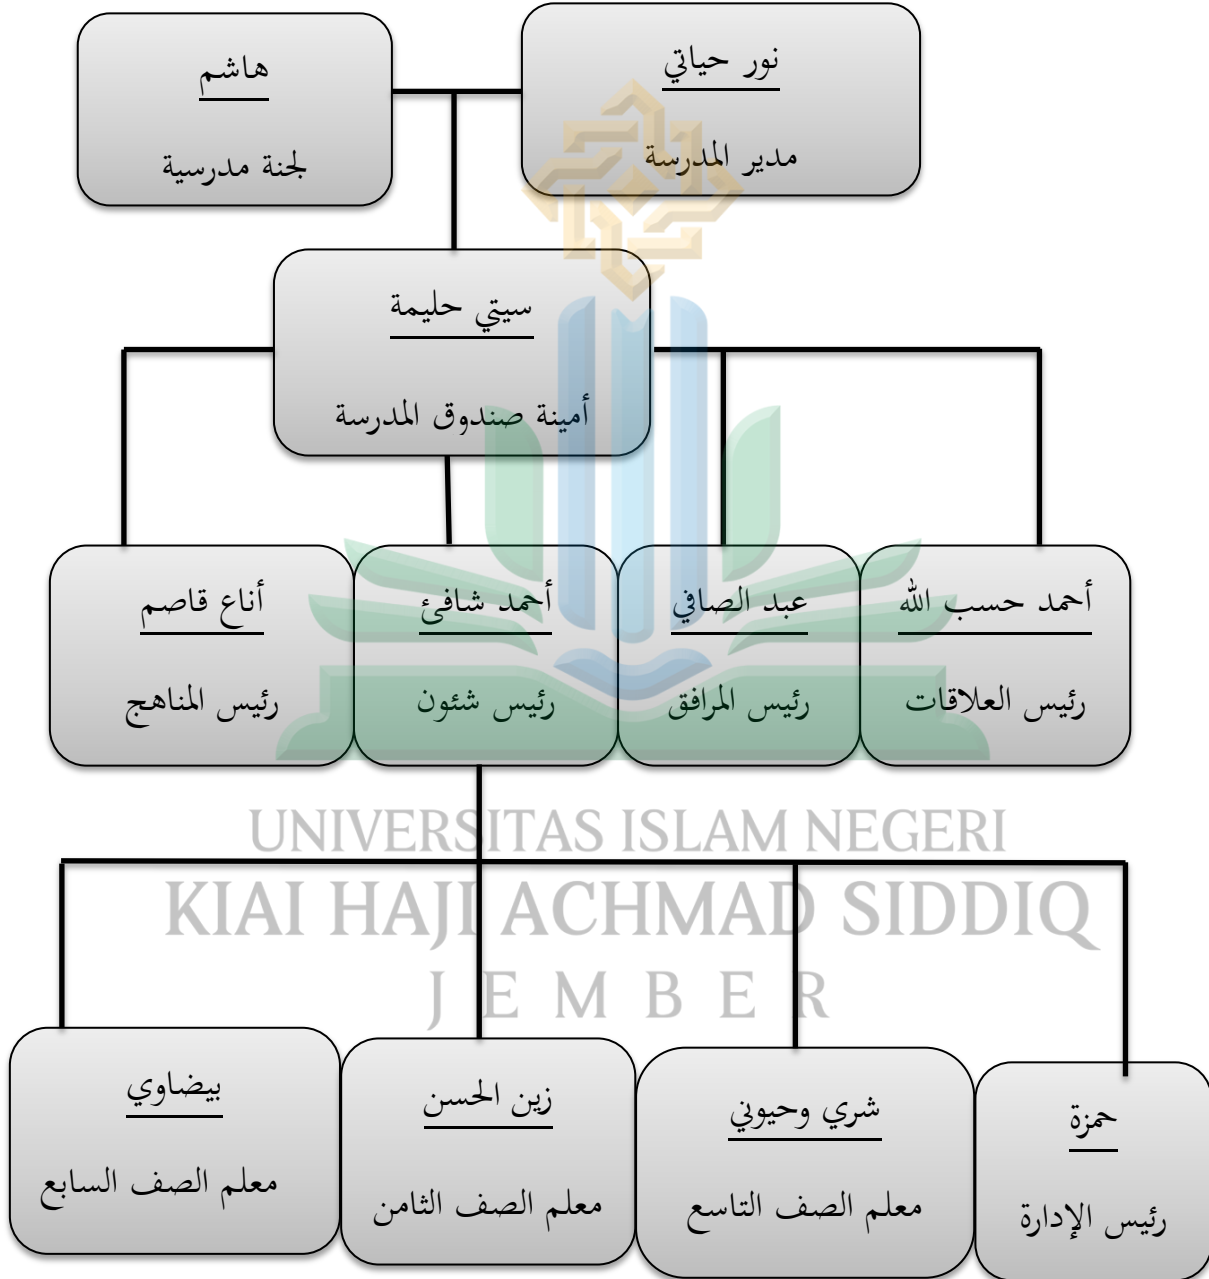 نور حياتي
مدير المدرسة
هاشم
لجنة مدرسية
سيتي حليمة
أمينة صندوق المدرسة
أحمد حسب الله
رئيس العلاقات
عبد الصافي
رئيس المرافق
أحمد شافئ
رئيس شئون
أناع قاصم
رئيس المناهج
UNIVERSITAS ISLAM NEGERI
KIAI HAJI ACHMAD SIDDIQ
JEMBER
حمزة
رئيس الإدارة
شري وحيوني
معلم الصف التاسع
زين الحسن
معلم الصف الثامن
بيضاوي
معلم الصف السابع